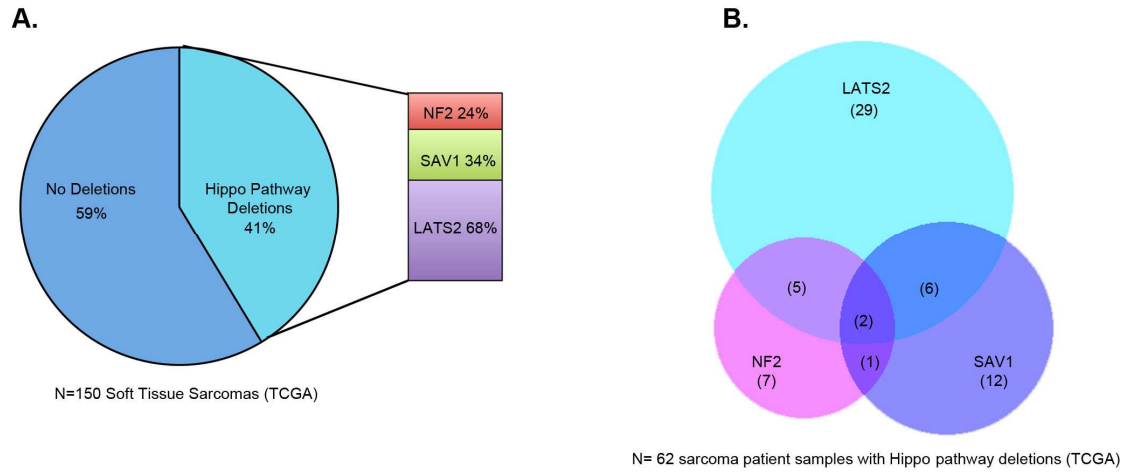 A.
No Deletions
59%
Hippo Pathway
Deletions
41%
NF2 24%
SAV1 34%
LATS2 68%
N=150 Soft Tissue Sarcomas (TCGA)
B.
LATS2
(29)
(5)
(6)
(2)
(1)
NF2
(7)
SAV1
(12)
N= 62 sarcoma patient samples with Hippo pathway deletions (TCGA)